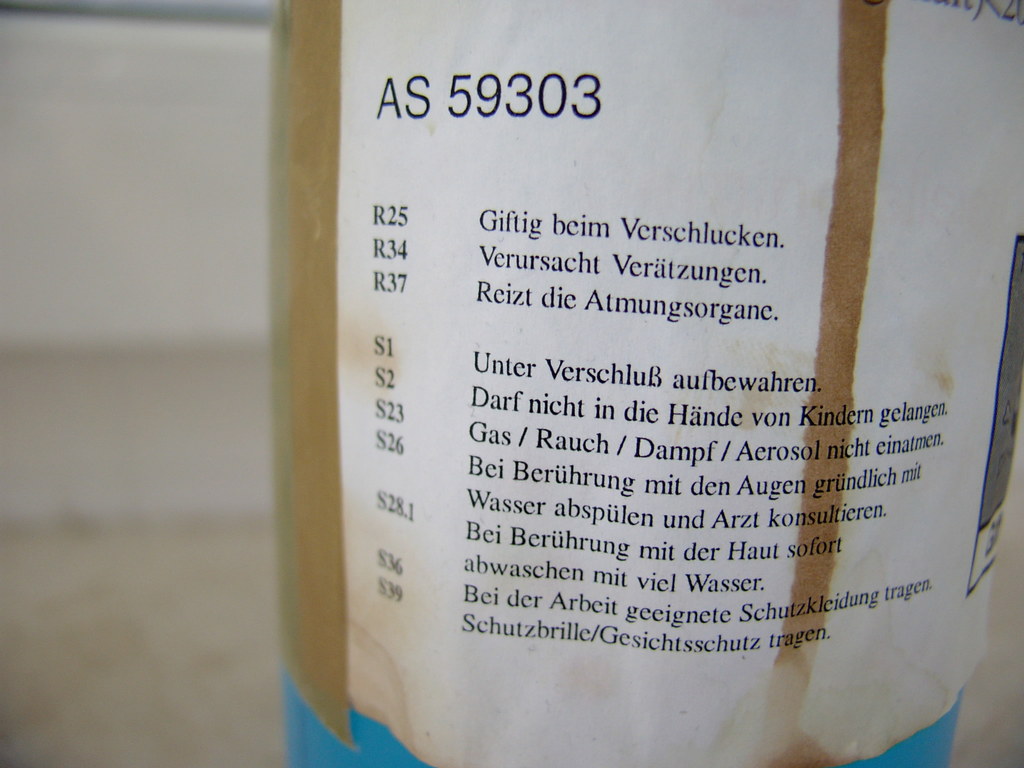 AS 59303
R25 Giftig beim Verschlucken.
R34 Verursacht Verätzungen.
R37 Reizt die Atmungsorgane.
S1 Unter Verschluß aufbewahren.
S2 Darf nicht in die Hände von Kindern gelangen.
S23 Gas / Rauch / Dampf / Aerosol nicht einatmen.
S26 Bei Berührung mit den Augen gründlich mit
Wasser abspülen und Arzt konsultieren.
S28.1 Bei Berührung mit der Haut sofort
abwaschen mit viel Wasser.
S36 Bei der Arbeit geeignete Schutzkleidung tragen.
S39 Schutzbrille/Gesichtsschutz tragen.